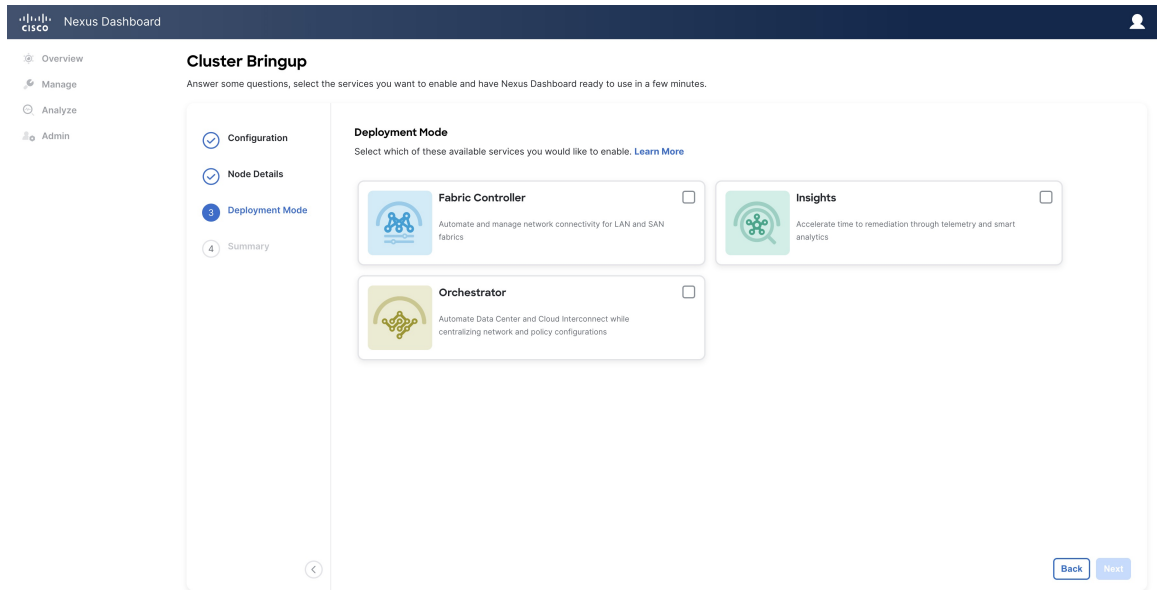 CISCO Nexus Dashboard
Overview
Manage
Analyze
Admin
Cluster Bringup
Answer some questions, select the services you want to enable and have Nexus Dashboard ready to use in a few minutes.
Configuration
Node Details
3 Deployment Mode
4 Summary
Deployment Mode
Select which of these available services you would like to enable. Learn More
Fabric Controller
Automate and manage network connectivity for LAN and SAN
fabrics
Insights
Accelerate time to remediation through telemetry and smart
analytics
Orchestrator
Automate Data Center and Cloud Interconnect while
centralizing network and policy configurations
Back Next